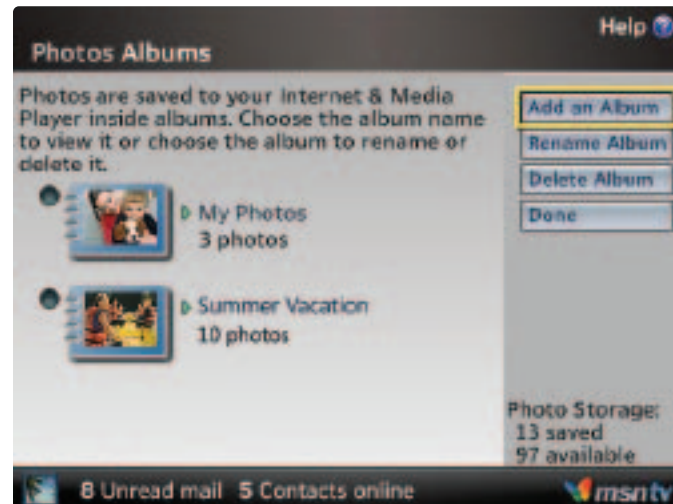 Help ?
Photos Albums
Photos are saved to your Internet & Media
Player inside albums. Choose the album name
to view it or choose the album to rename or
delete it.
My Photos
3 photos
Summer Vacation
10 photos
Add an Album
Rename Album
Delete Album
Done
Photo Storage:
13 saved
97 available
8 Unread mail 5 Contacts online
msntv